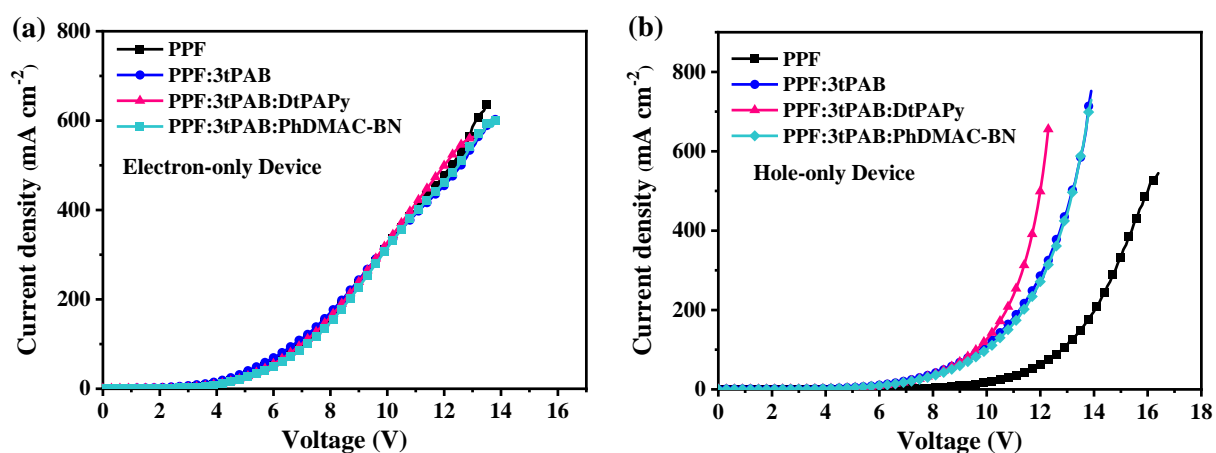 (a)
PPF
PPF:3tPAB
PPF:3tPAB:DtPAPy
PPF:3tPAB:PhDMAC-BN
Electron-only Device
Current density (mA cm⁻²)
800
600
400
200
0
0 2 4 6 8 10 12 14 16
Voltage (V)
(b)
PPF
PPF:3tPAB
PPF:3tPAB:DtPAPy
PPF:3tPAB:PhDMAC-BN
Hole-only Device
Current density (mA cm⁻²)
800
600
400
200
0
0 2 4 6 8 10 12 14 16 18
Voltage (V)